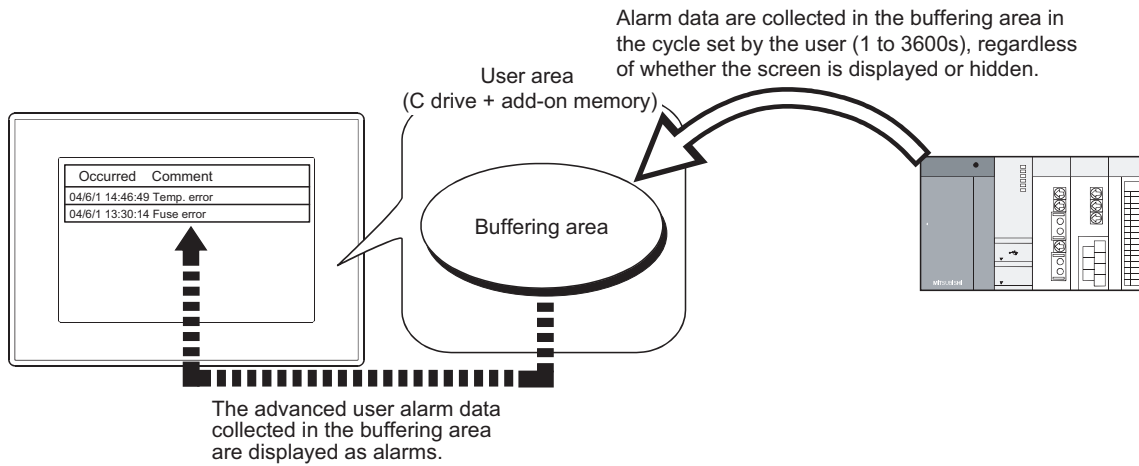 Alarm data are collected in the buffering area in
the cycle set by the user (1 to 3600s), regardless
of whether the screen is displayed or hidden.
User area
(C drive + add-on memory)
Occurred Comment
04/6/1 14:46:49 Temp. error
04/6/1 13:30:14 Fuse error
Buffering area
MITSUBISHI
The advanced user alarm data
collected in the buffering area
are displayed as alarms.